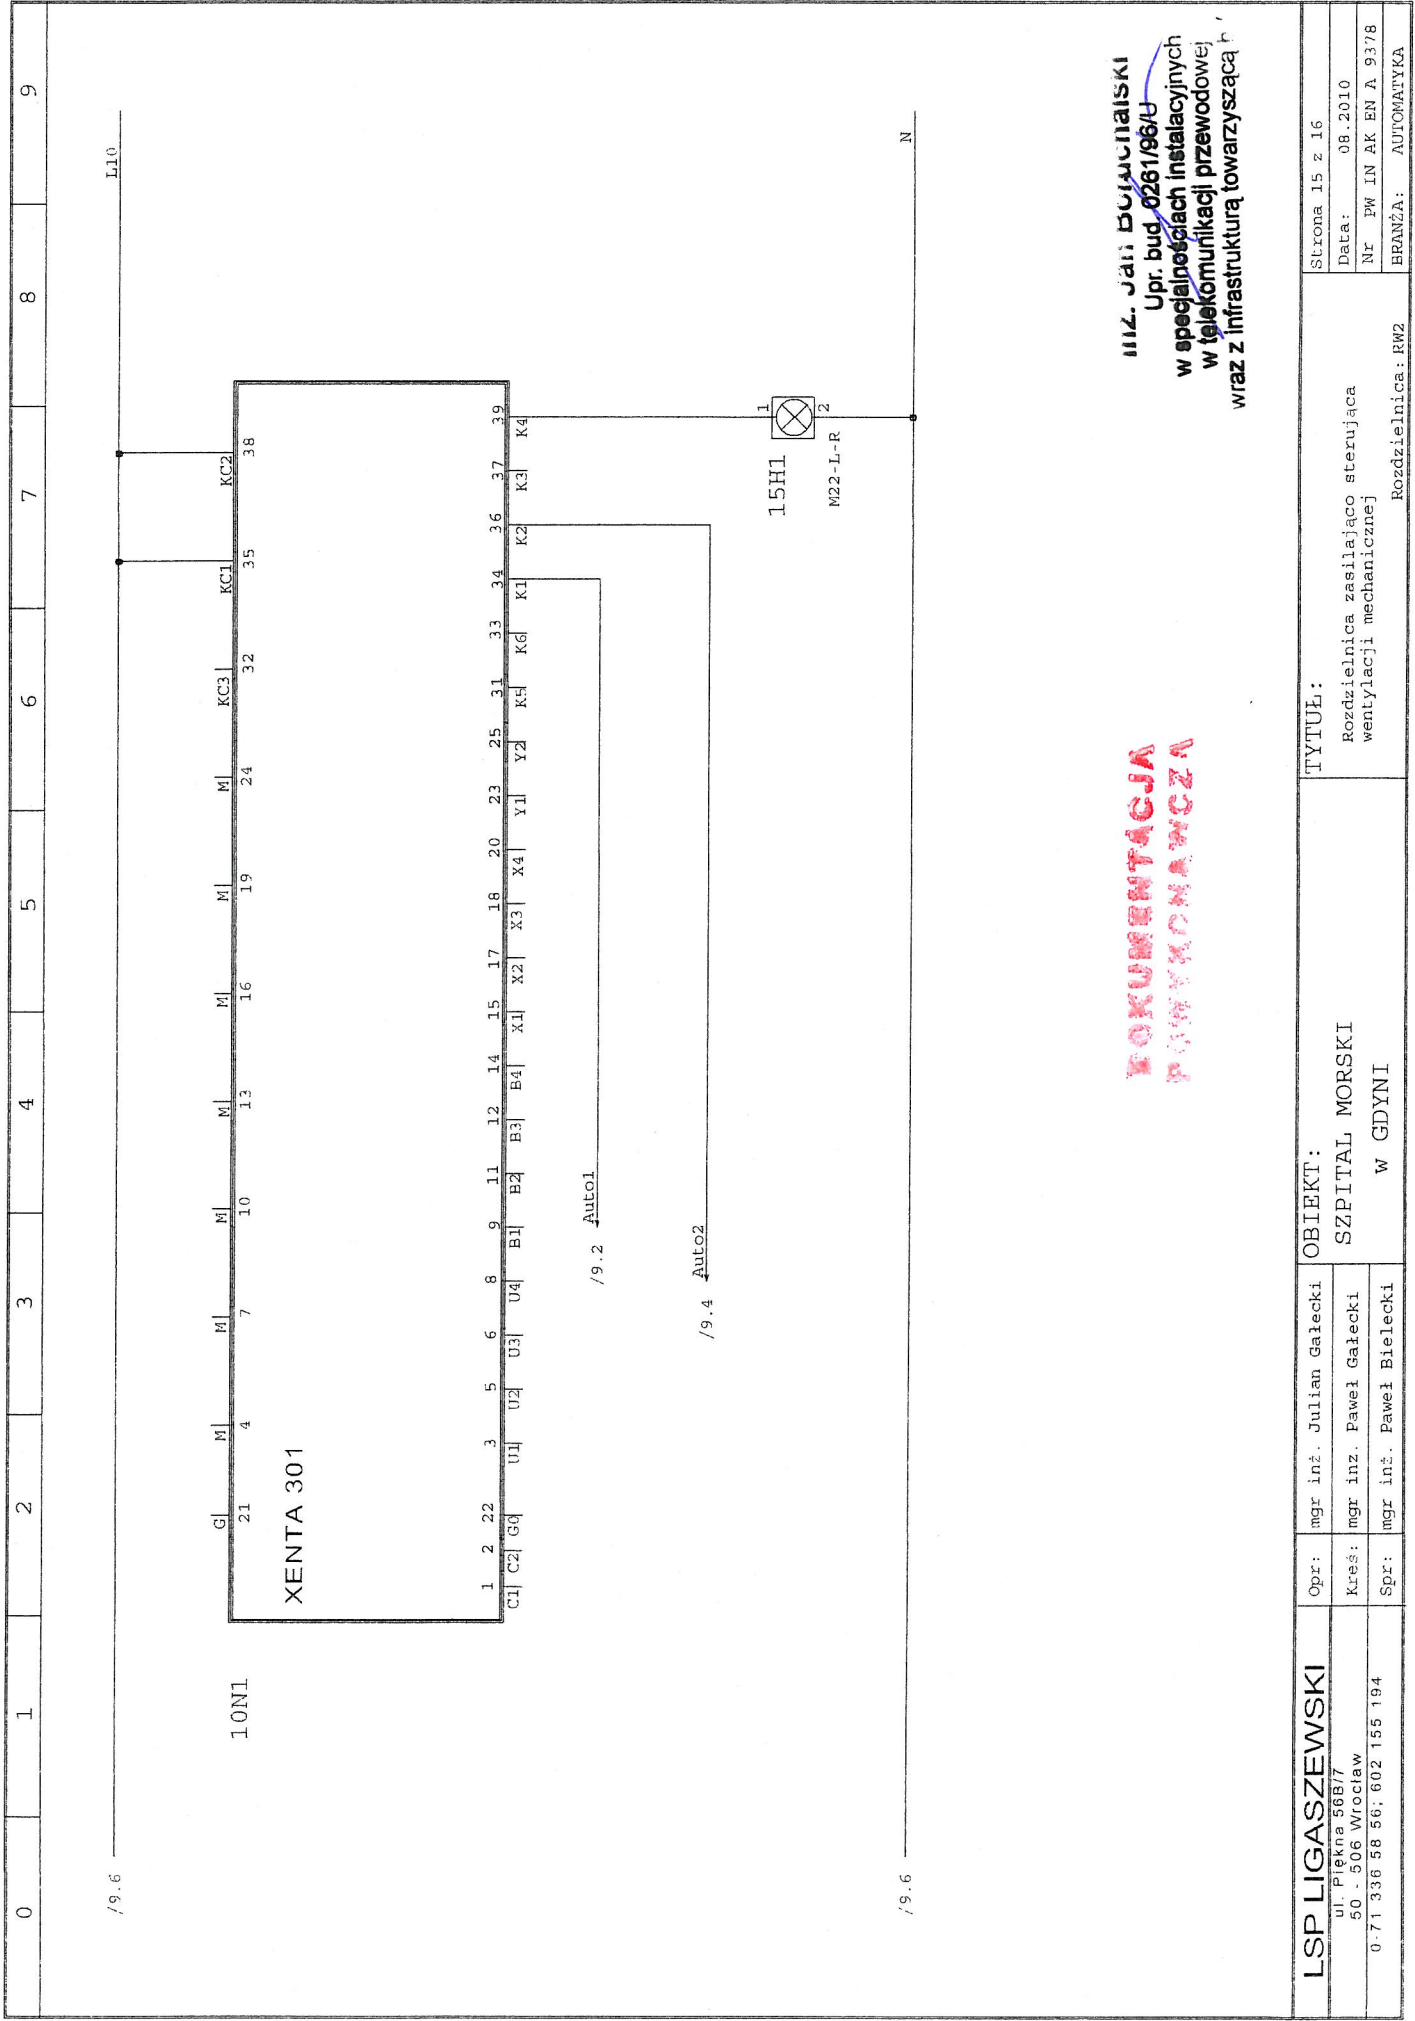 0 1 2 3 4 5 6 7 8 9
/9.6
L10
10N1
G M M M M M M M KC3 KC1 KC2
21 4 7 10 13 16 19 24 32 35 38
XENTA 301
1 2 22 3 5 6 8 9 11 12 14 15 17 18 20 23 25 31 33 34 36 37 39
C1 C2 G0 U1 U2 U3 U4 B1 B2 B3 B4 X1 X2 X3 X4 Y1 Y2 K5 K6 K1 K2 K3 K4
/9.2 Auto1
/9.4 Auto2
15H1
1
2
M22-L-R
/9.6
N
DOKUMENTACJA
POWYKONAWCZA
inż. Jan
Upr. bud. 0261/96/U
w specjalnościach instalacyjnych
w telekomunikacji przewodowej
wraz z infrastrukturą towarzyszącą
LSP LIGASZEWSKI
ul. Piękna 56B/7
50 - 506 Wrocław
0-71 336 58 56; 602 155 194
Opr: mgr inż. Julian Gałecki
Kreś: mgr inż. Paweł Gałecki
Spr: mgr inż. Paweł Bielecki
OBIEKT:
SZPITAL MORSKI
w GDYNI
TYTUŁ:
Rozdzielnica zasilająco sterująca
wentylacji mechanicznej
Rozdzielnica: RW2
Strona 15 z 16
Data: 08.2010
Nr PW IN AK EN A 9378
BRANŻA: AUTOMATYKA